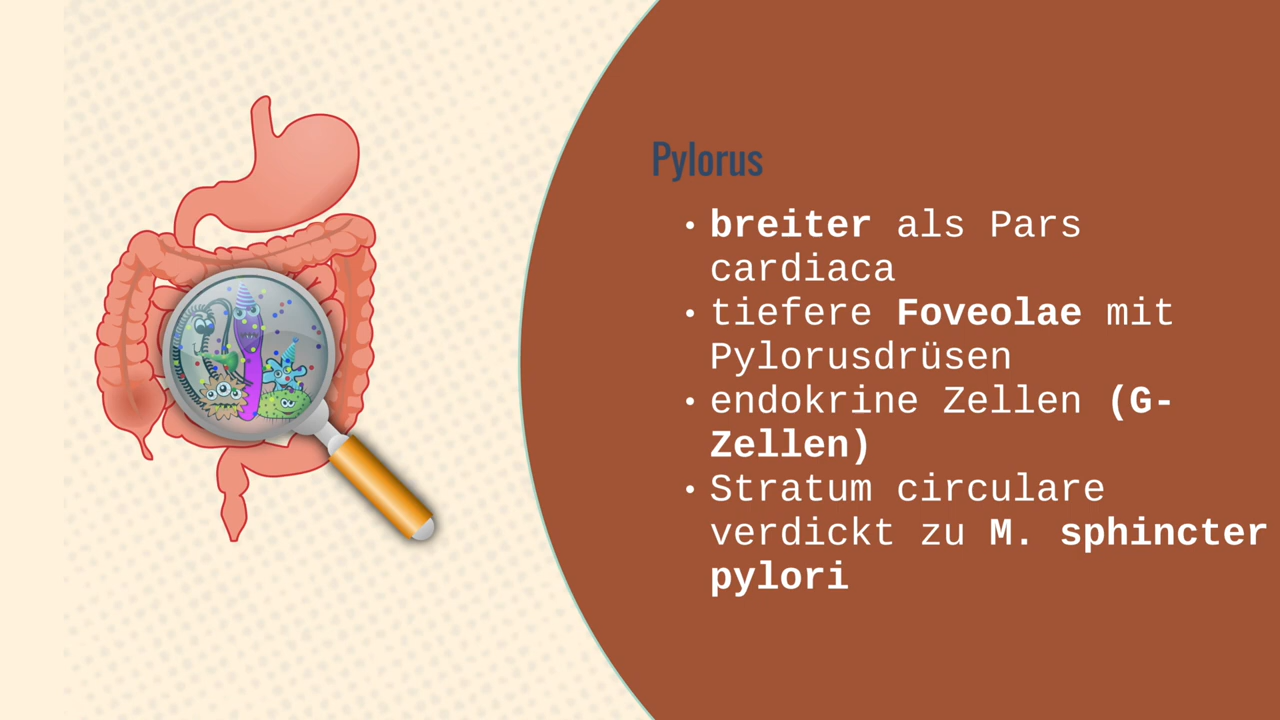 Pylorus
• breiter als Pars
cardiaca
• tiefere Foveolae mit
Pylorusdrüsen
• endokrine Zellen (G-
Zellen)
• Stratum circulare
verdickt zu M. sphincter
pylori